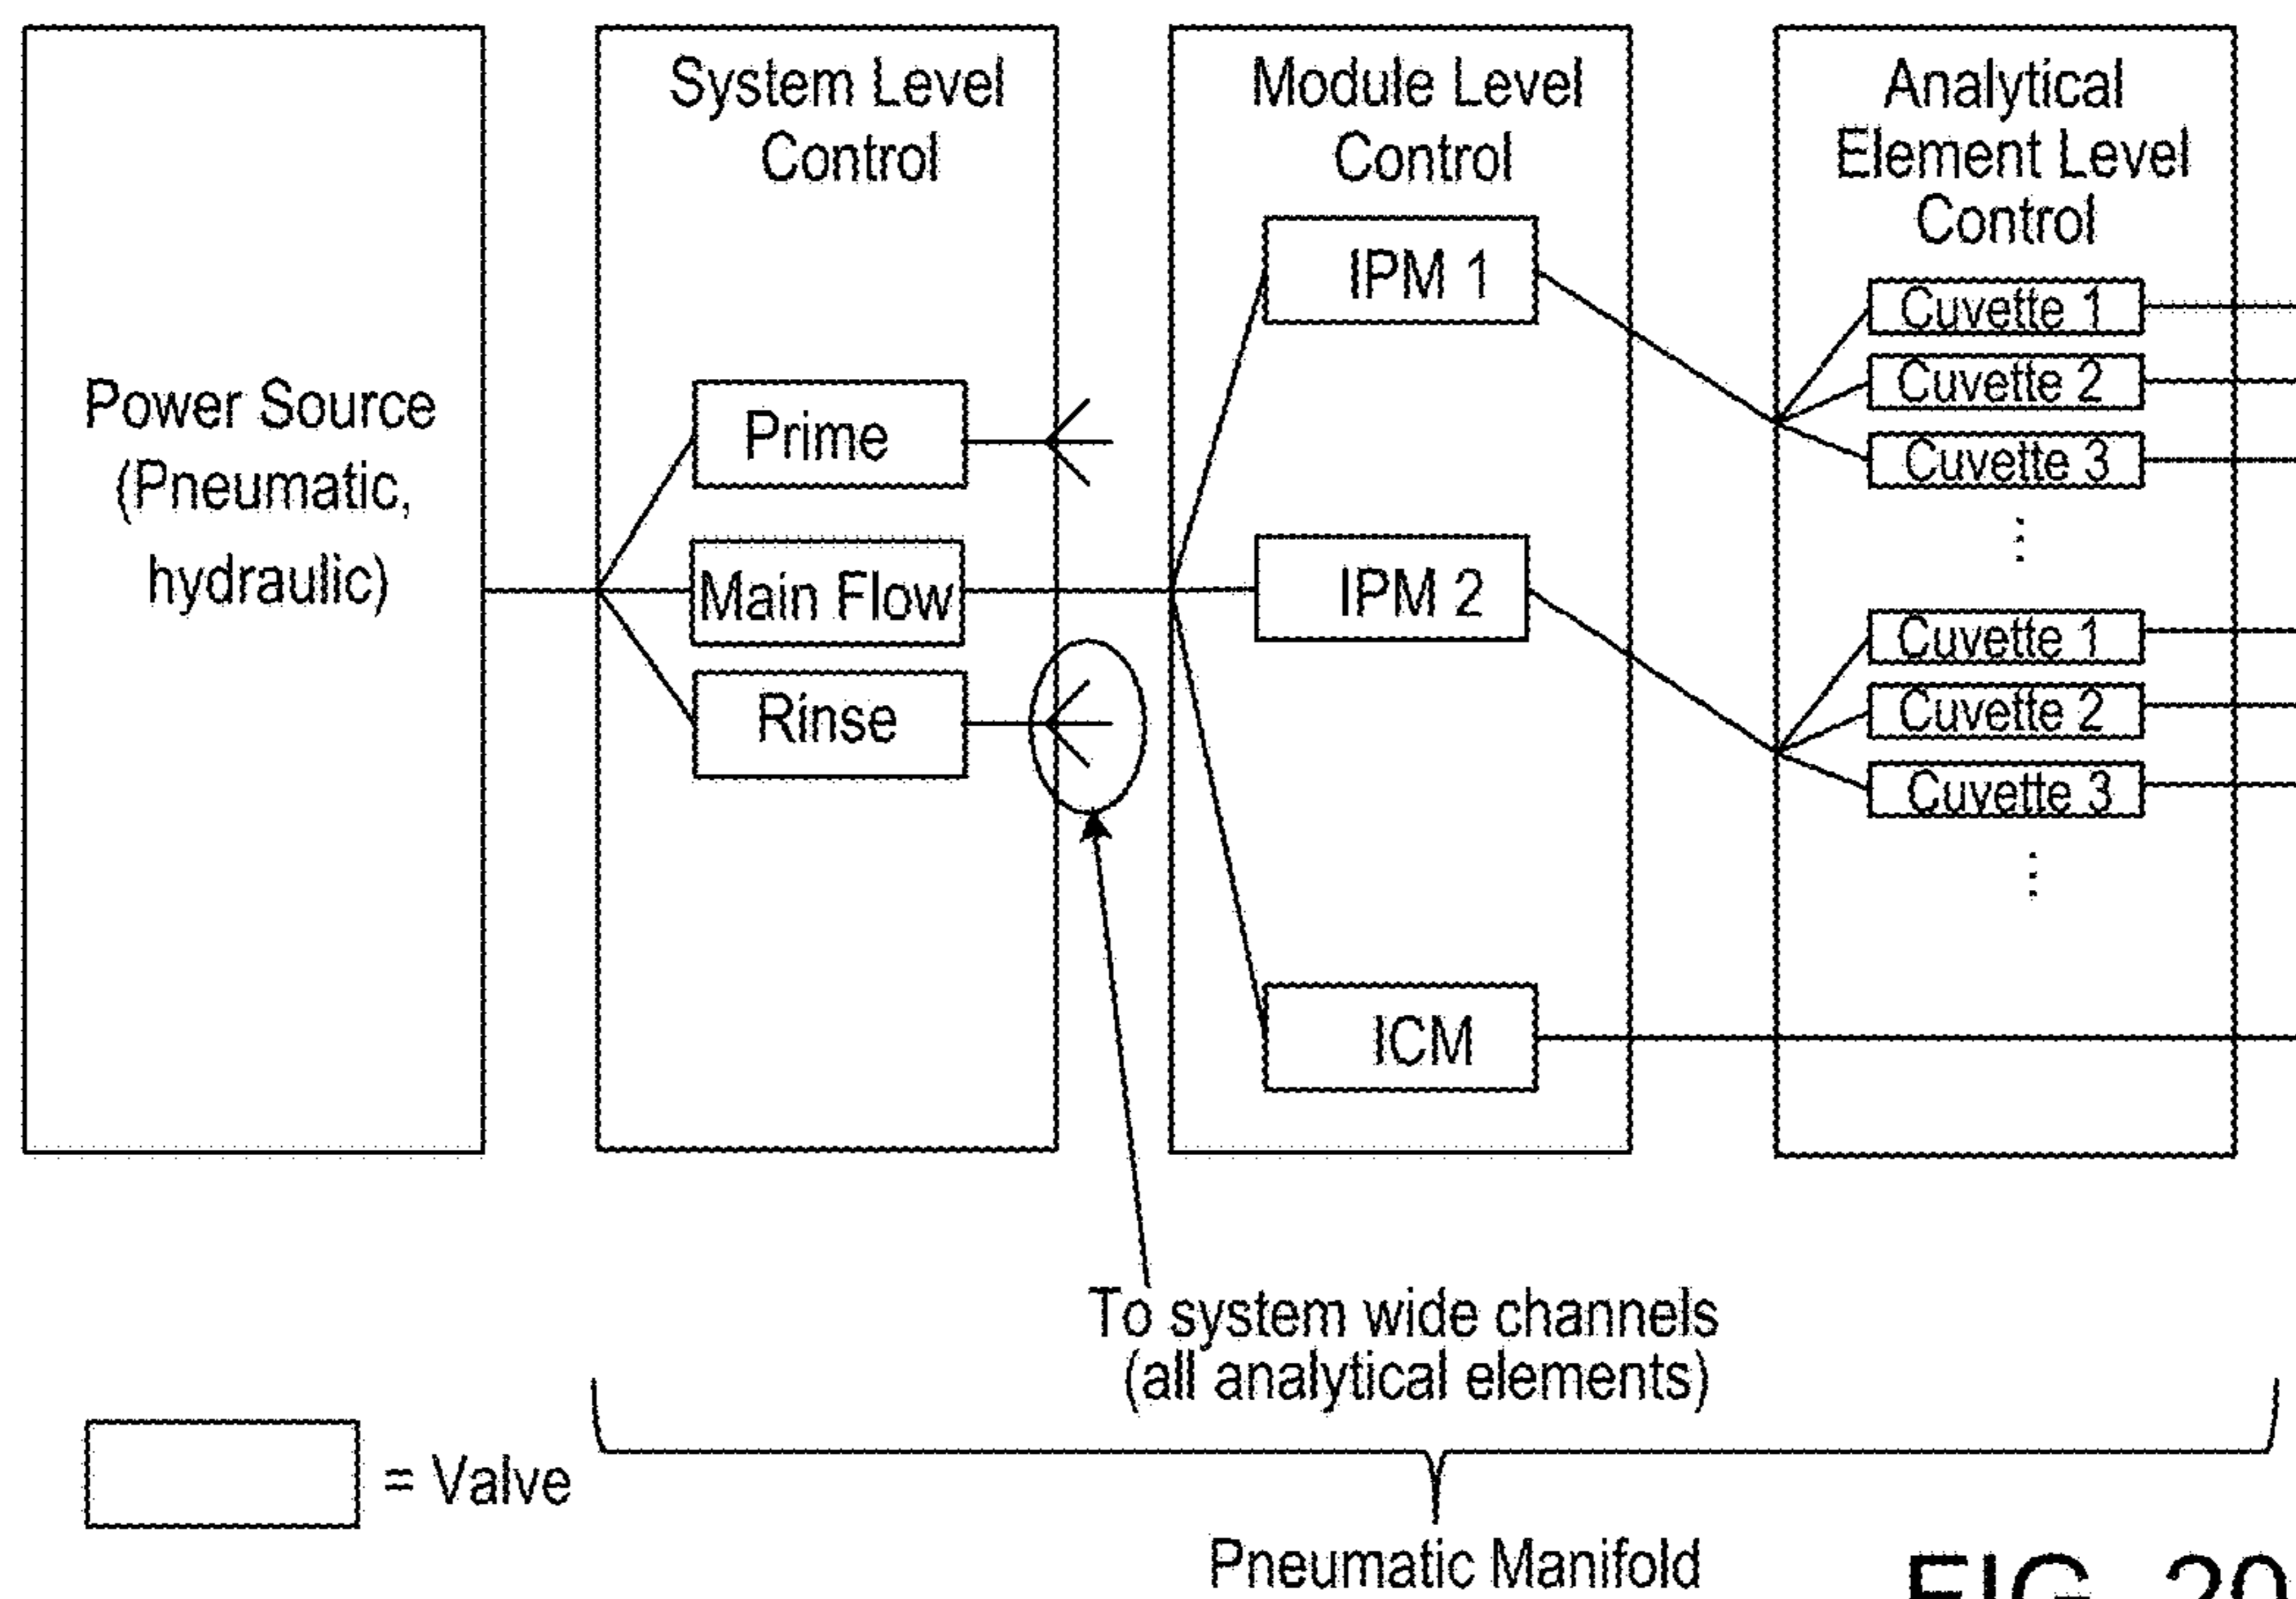 Power Source
(Pneumatic,
hydraulic)
System Level
Control
Prime
Main Flow
Rinse
Module Level
Control
IPM 1
IPM 2
ICM
Analytical
Element Level
Control
Cuvette 1
Cuvette 2
Cuvette 3
⋮
Cuvette 1
Cuvette 2
Cuvette 3
⋮
To system wide channels
(all analytical elements)
= Valve
Pneumatic Manifold
FIG. 20